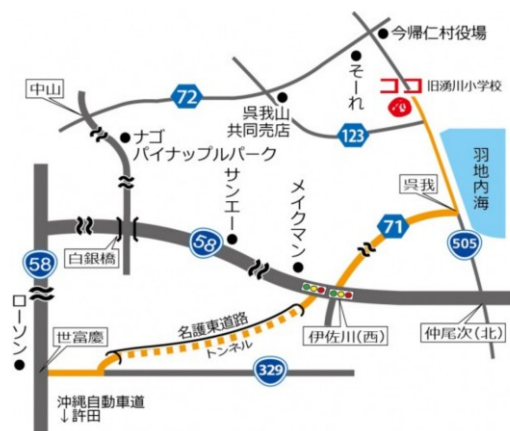 今帰仁村役場
そーれ
ココ
旧湧川小学校
中山
72
呉我山
共同売店
123
ナゴ
パイナップルパーク
サンエー
メイクマン
羽地内海
呉我
71
505
58
58
白銀橋
ローソン
世富慶
名護東道路
トンネル
伊佐川(西)
仲尾次(北)
329
沖縄自動車道
↓許田